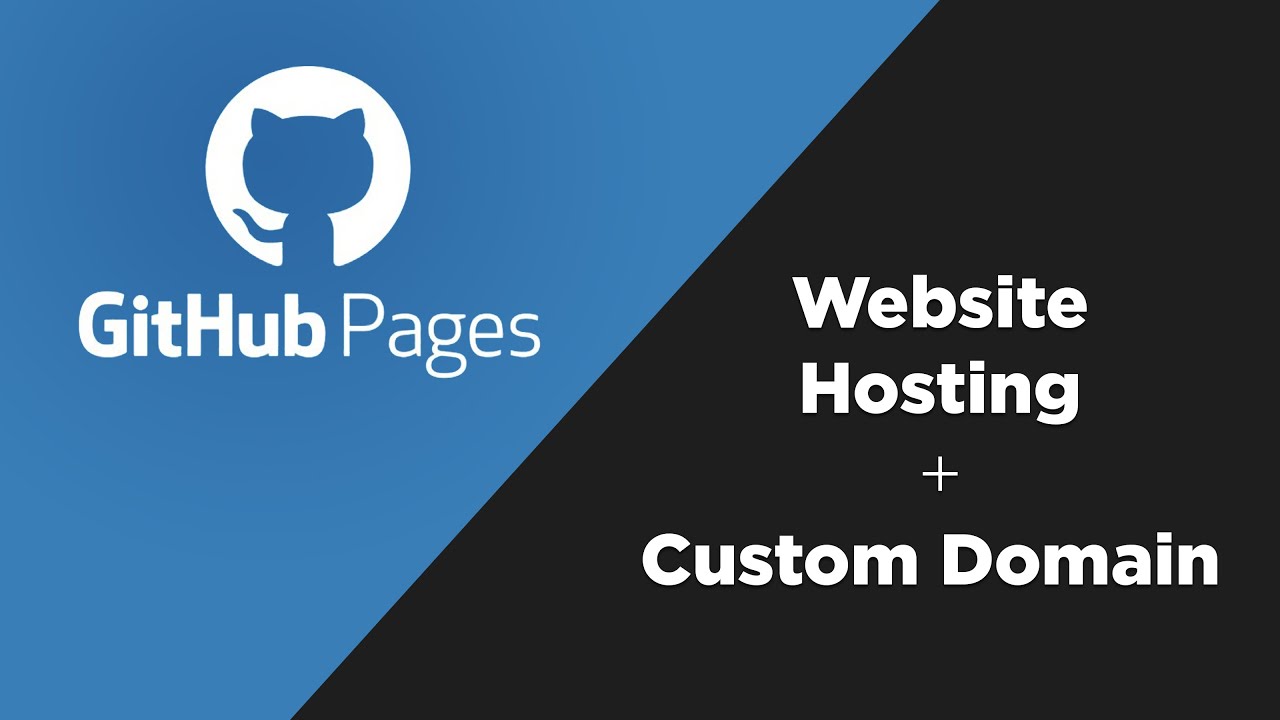 GitHub Pages
Website
Hosting
+
Custom Domain